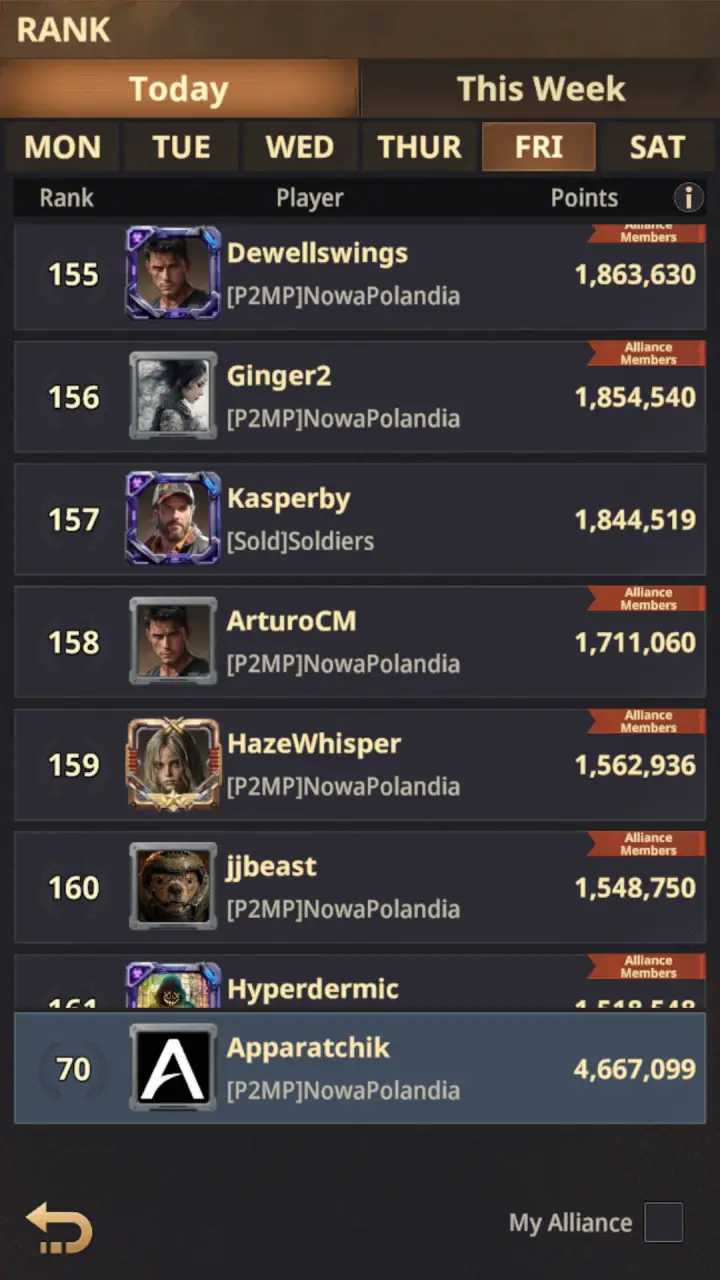 RANK
Today This Week
MON TUE WED THUR FRI SAT
Rank Player Points i
Alliance
Members
155 Dewellswings 1,863,630
[P2MP]NowaPolandia
Alliance
Members
156 Ginger2 1,854,540
[P2MP]NowaPolandia
157 Kasperby 1,844,519
[Sold]Soldiers
Alliance
Members
158 ArturoCM 1,711,060
[P2MP]NowaPolandia
Alliance
Members
159 HazeWhisper 1,562,936
[P2MP]NowaPolandia
Alliance
Members
160 jjbeast 1,548,750
[P2MP]NowaPolandia
Alliance
Members
161 Hyperdermic 1,518,548
70 Apparatchik 4,667,099
[P2MP]NowaPolandia
My Alliance